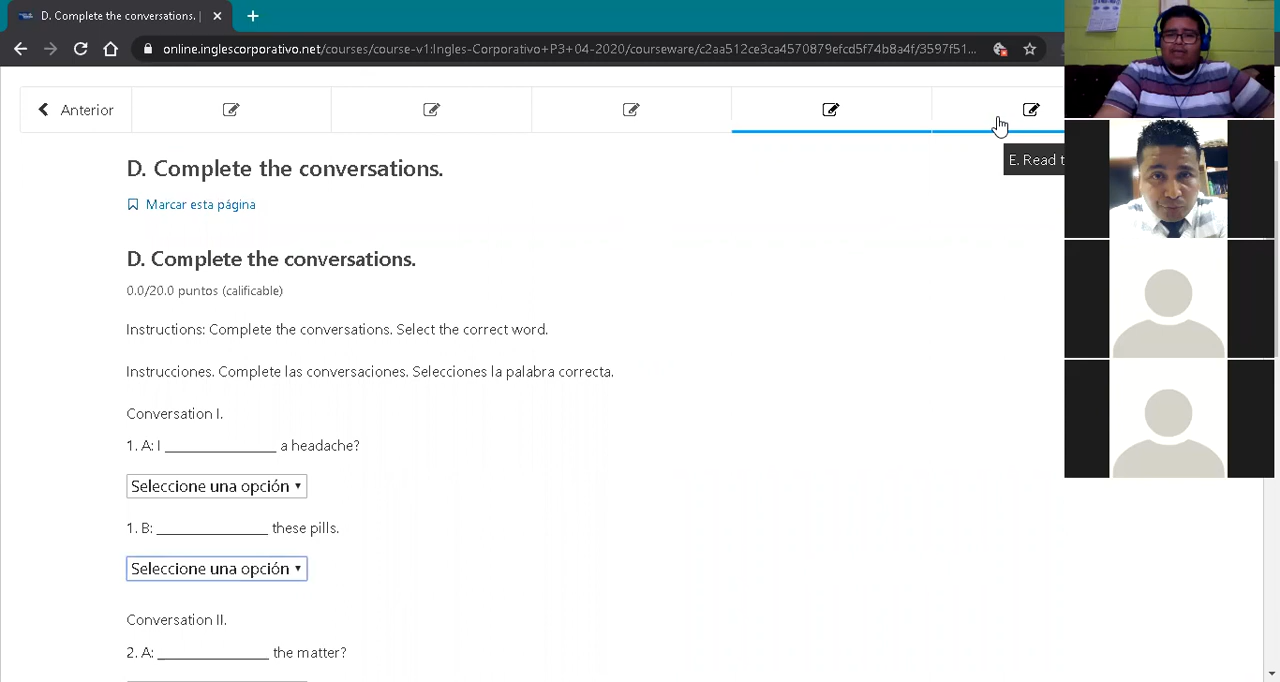 D. Complete the conversations. |
online.inglescorporativo.net/courses/course-v1:Ingles-Corporativo+P3+04-2020/courseware/c2aa512ce3ca4570879efcd5f74b8a4f/3597f51...
Anterior
E. Read t
D. Complete the conversations.
Marcar esta página
D. Complete the conversations.
0.0/20.0 puntos (calificable)
Instructions: Complete the conversations. Select the correct word.
Instrucciones. Complete las conversaciones. Selecciones la palabra correcta.
Conversation I.
1. A: I ______________ a headache?
Seleccione una opción
1. B: ______________ these pills.
Seleccione una opción
Conversation II.
2. A: ______________ the matter?